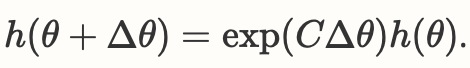 h(θ + Δθ) = exp(CΔθ)h(θ).